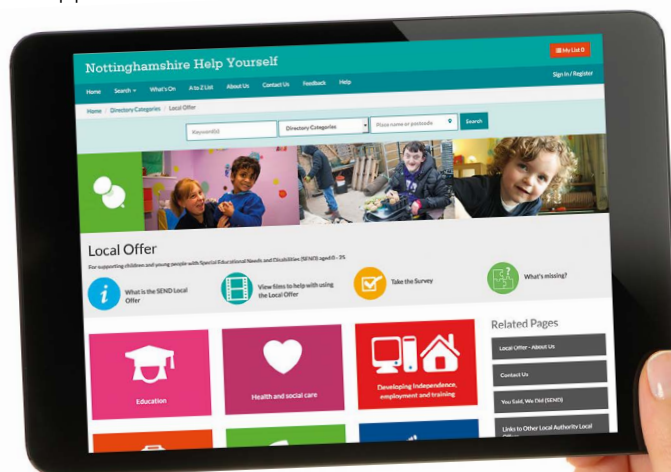 Nottinghamshire Help Yourself
My List 0
Home Search What's On A to Z List About Us Contact Us Feedback Help
Sign In / Register
Home / Directory Categories / Local Offer
Keyword(s) Directory Categories Place name or postcode Search
Local Offer
For supporting children and young people with Special Educational Needs and Disabilities (SEND) aged 0 - 25
What is the SEND Local
Offer
View films to help with using
the Local Offer
Take the Survey
What's missing?
Education
Health and social care
Developing independence,
employment and training
Related Pages
Local Offer - About Us
Contact Us
You Said, We Did (SEND)
Links to Other Local Authority Local